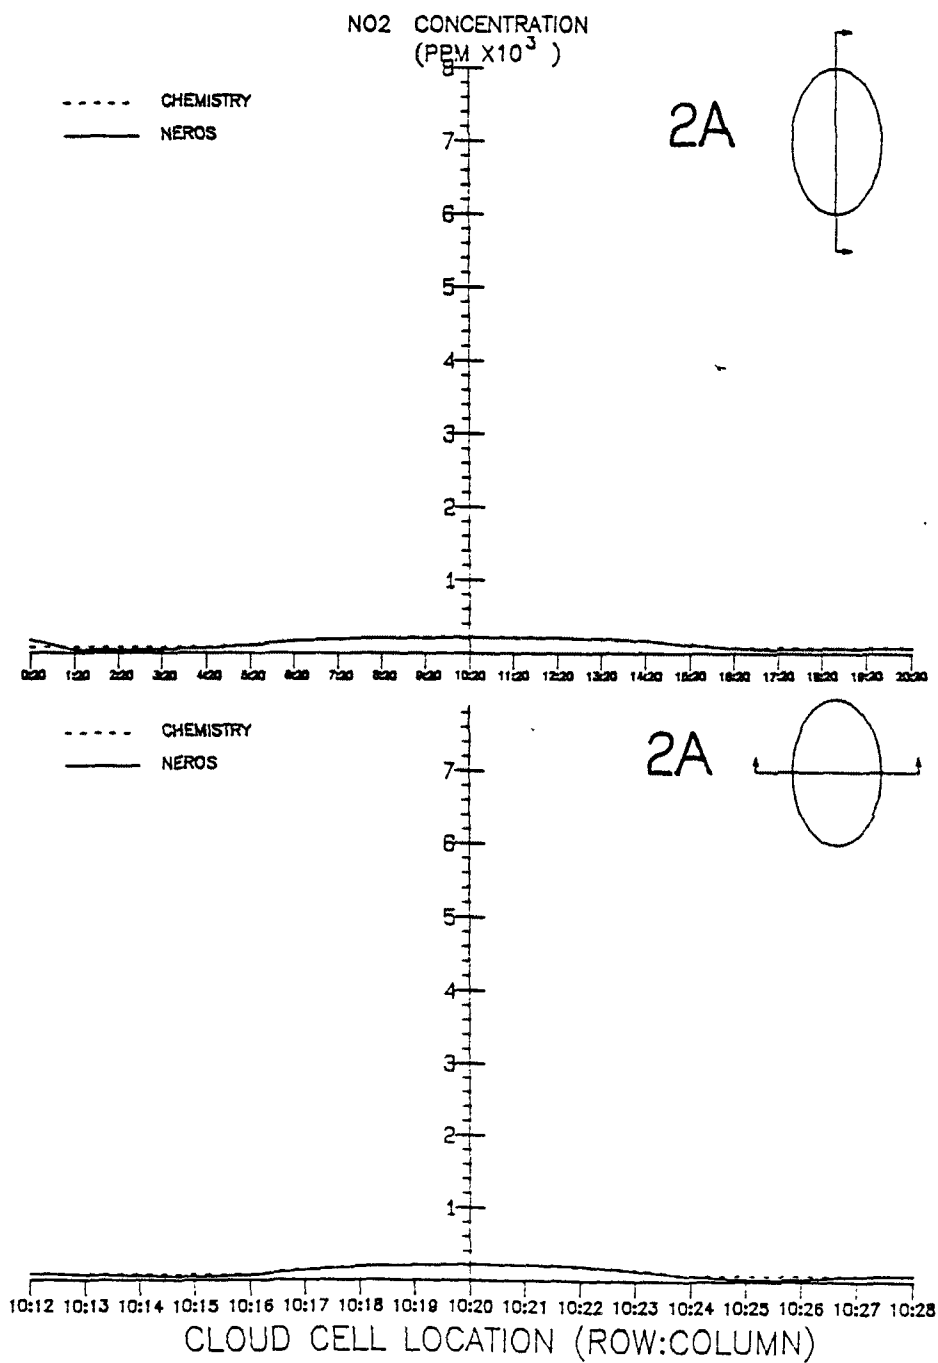 NO2 CONCENTRATION
(PPM X10³ )
8
CHEMISTRY
NEROS
2A
7
6
5
4
3
2
1
0:20 1:20 2:20 3:20 4:20 5:20 6:20 7:20 8:20 9:20 10:20 11:20 12:20 13:20 14:20 15:20 16:20 17:20 18:20 19:20 20:20
CHEMISTRY
NEROS
2A
7
6
5
4
3
2
1
10:12 10:13 10:14 10:15 10:16 10:17 10:18 10:19 10:20 10:21 10:22 10:23 10:24 10:25 10:26 10:27 10:28
CLOUD CELL LOCATION (ROW:COLUMN)